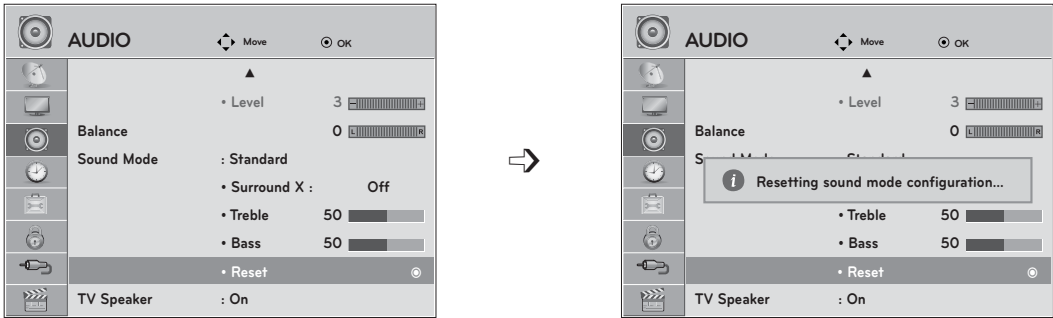 AUDIO Move OK
• Level 3 - +
Balance 0 L R
Sound Mode : Standard
• Surround X : Off
• Treble 50
• Bass 50
• Reset
TV Speaker : On
AUDIO Move OK
• Level 3 - +
Balance 0 L R
Resetting sound mode configuration...
• Treble 50
• Bass 50
• Reset
TV Speaker : On